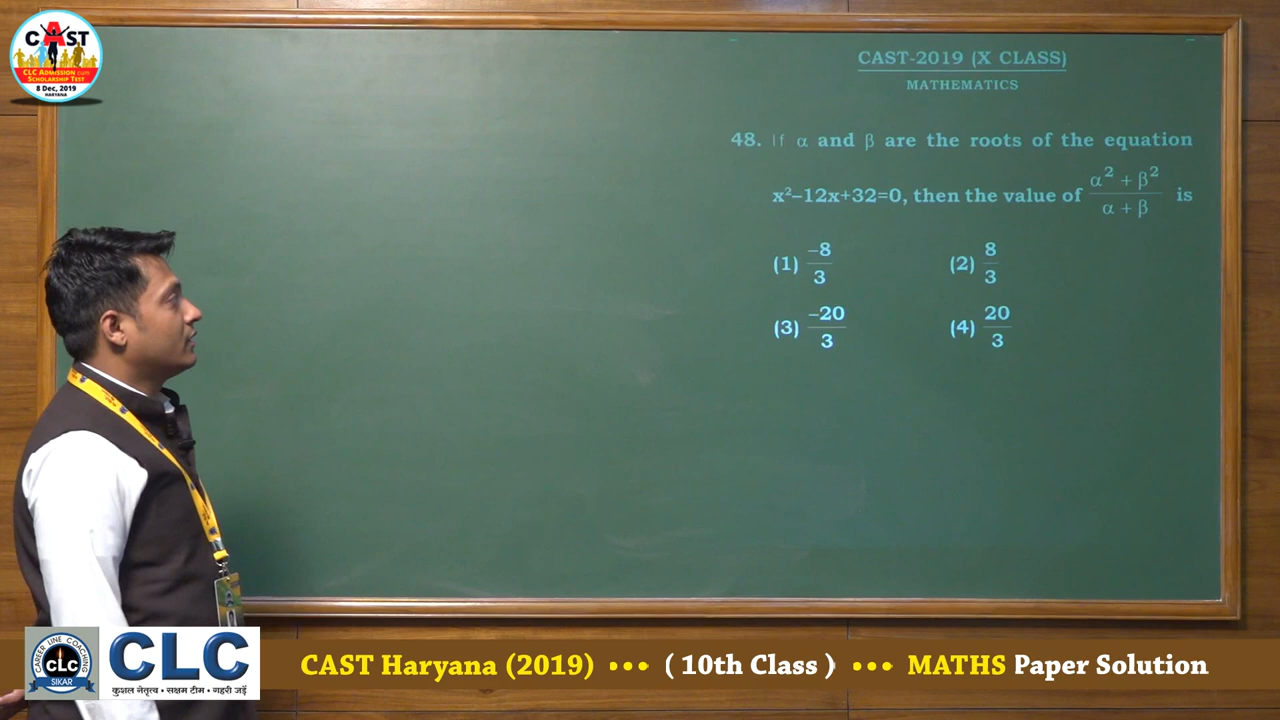 CAST
CLC ADMISSION CUM
SCHOLARSHIP TEST
8 Dec, 2019
HARYANA
CAST-2019 (X CLASS)
MATHEMATICS
48. If α and β are the roots of the equation
x²–12x+32=0, then the value of (α² + β²)/(α + β) is
(1) –8/3 (2) 8/3
(3) –20/3 (4) 20/3
CAREER LINE COACHING
CLC
SIKAR
CLC
कुशल नेतृत्व • सक्षम टीम • गहरी जड़ें
CAST Haryana (2019) ••• ( 10th Class ) ••• MATHS Paper Solution